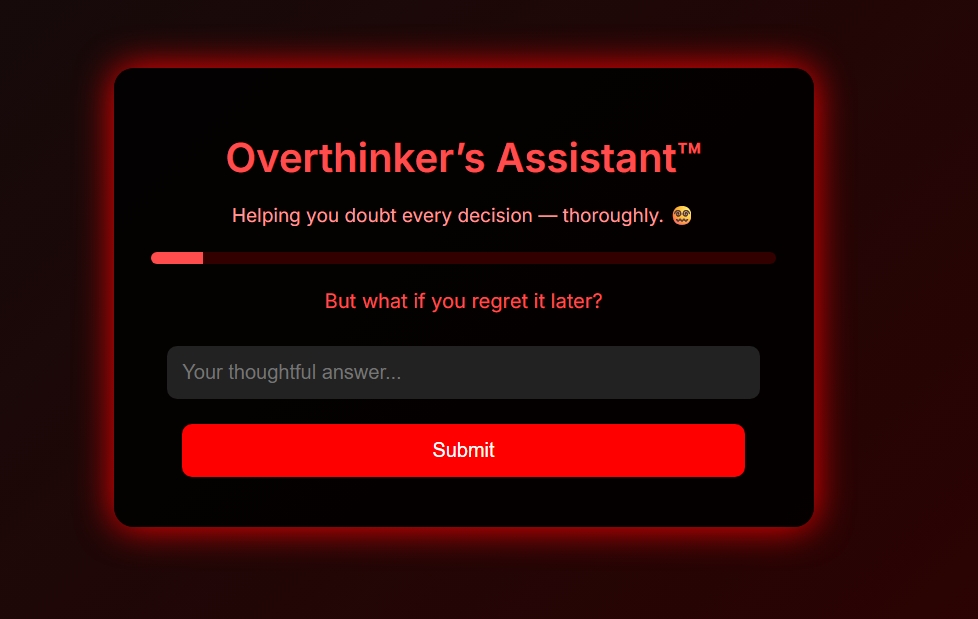 Overthinker’s Assistant™
Helping you doubt every decision — thoroughly. 😵‍💫
But what if you regret it later?
Your thoughtful answer...
Submit